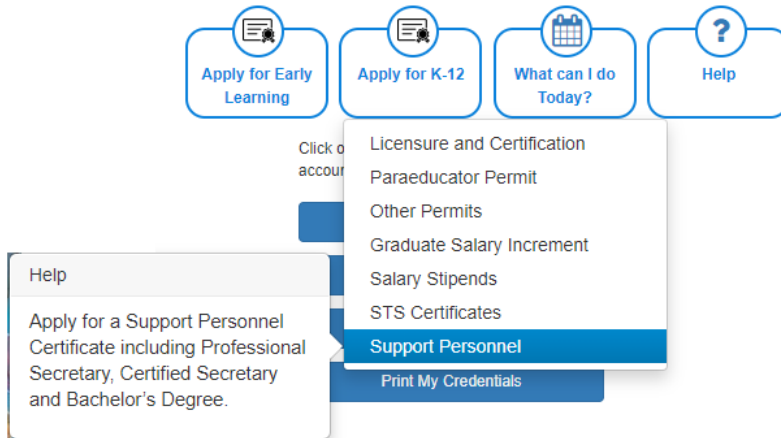 Apply for Early
Learning
Apply for K-12
What can I do
Today?
?
Help
Click o
accour
Licensure and Certification
Paraeducator Permit
Other Permits
Graduate Salary Increment
Salary Stipends
STS Certificates
Support Personnel
Print My Credentials
Help
Apply for a Support Personnel
Certificate including Professional
Secretary, Certified Secretary
and Bachelor’s Degree.